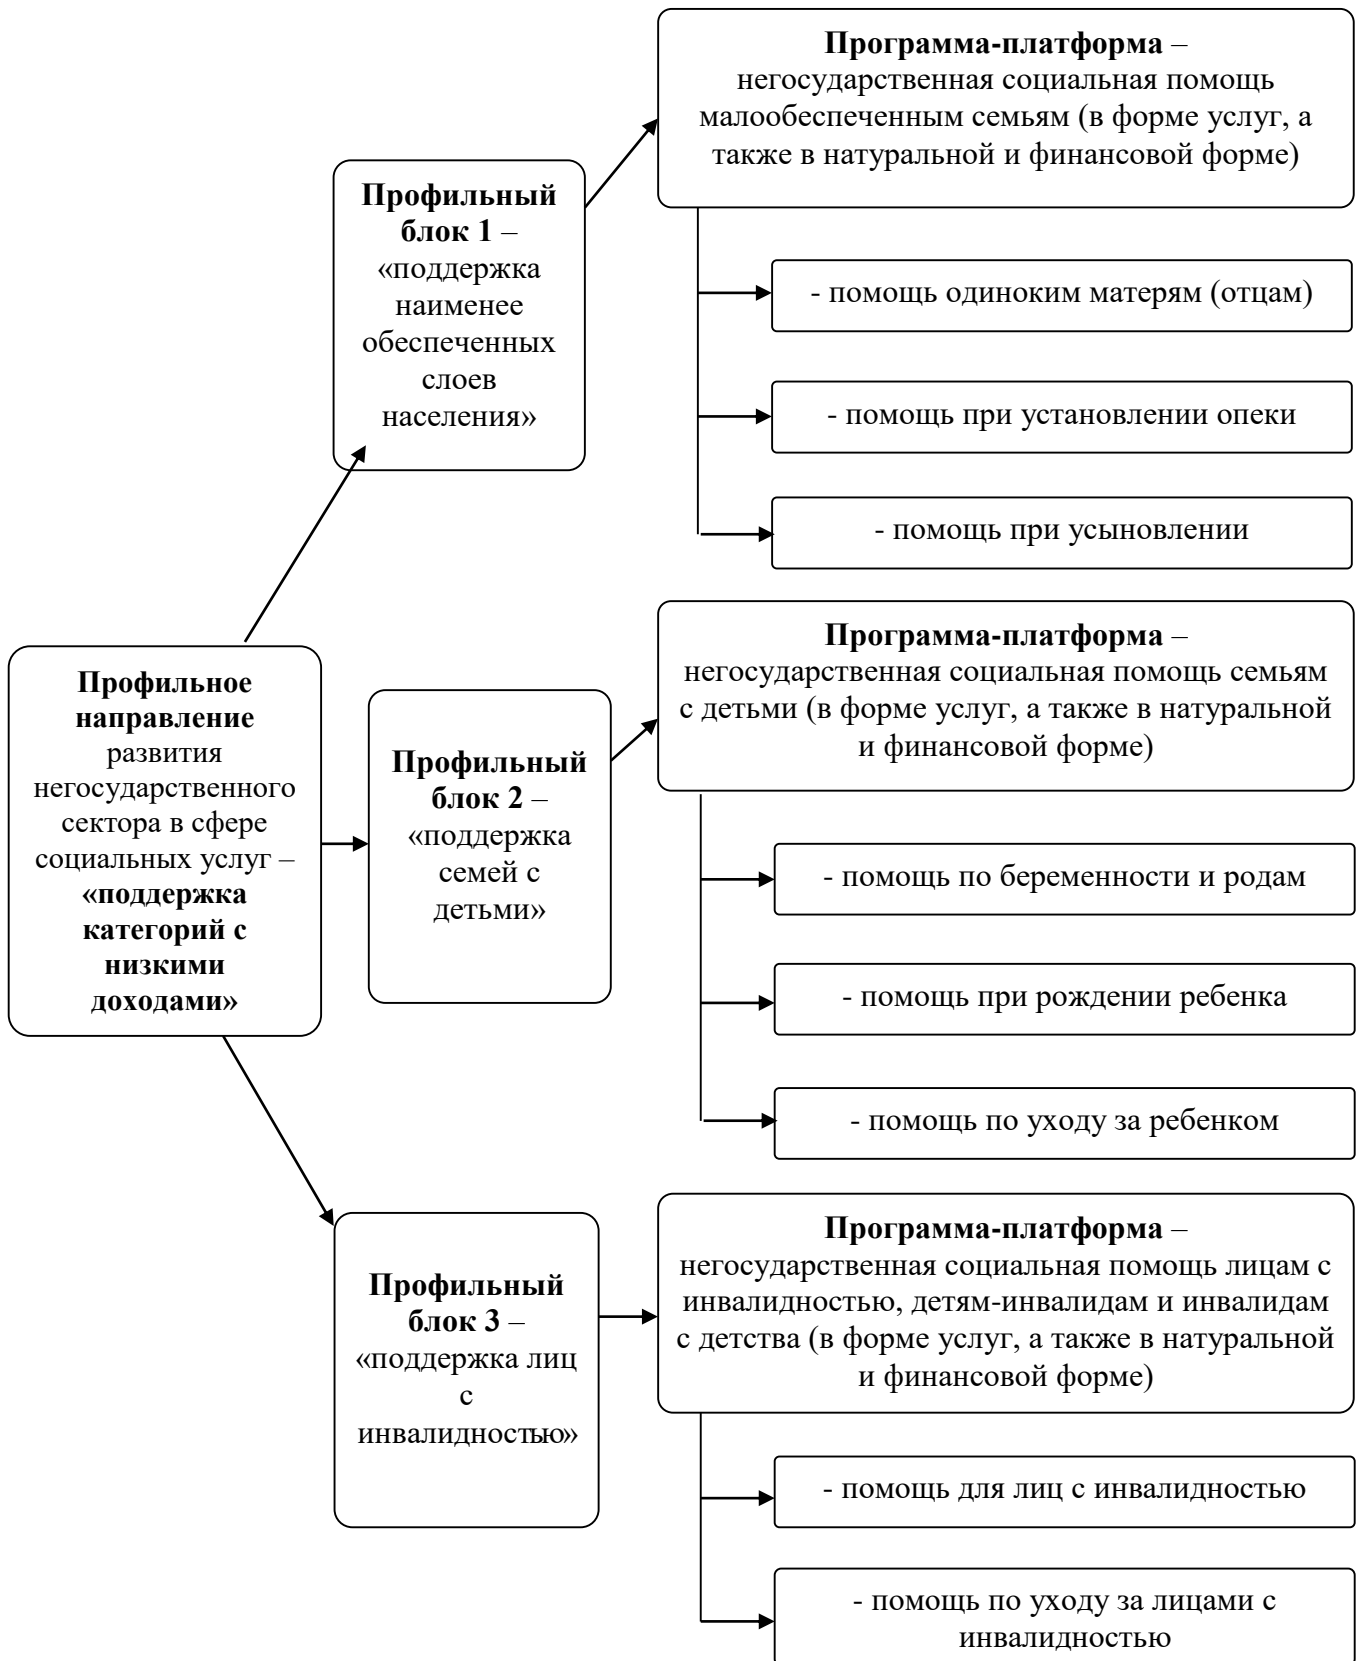 Программа-платформа –
негосударственная социальная помощь
малообеспеченным семьям (в форме услуг, а
также в натуральной и финансовой форме)
Профильный
блок 1 –
«поддержка
наименее
обеспеченных
слоев
населения»
- помощь одиноким матерям (отцам)
- помощь при установлении опеки
- помощь при усыновлении
Профильное
направление
развития
негосударственного
сектора в сфере
социальных услуг –
«поддержка
категорий с
низкими
доходами»
Профильный
блок 2 –
«поддержка
семей с
детьми»
Программа-платформа –
негосударственная социальная помощь семьям
с детьми (в форме услуг, а также в натуральной
и финансовой форме)
- помощь по беременности и родам
- помощь при рождении ребенка
- помощь по уходу за ребенком
Профильный
блок 3 –
«поддержка лиц
с
инвалидностью»
Программа-платформа –
негосударственная социальная помощь лицам с
инвалидностью, детям-инвалидам и инвалидам
с детства (в форме услуг, а также в натуральной
и финансовой форме)
- помощь для лиц с инвалидностью
- помощь по уходу за лицами с
инвалидностью